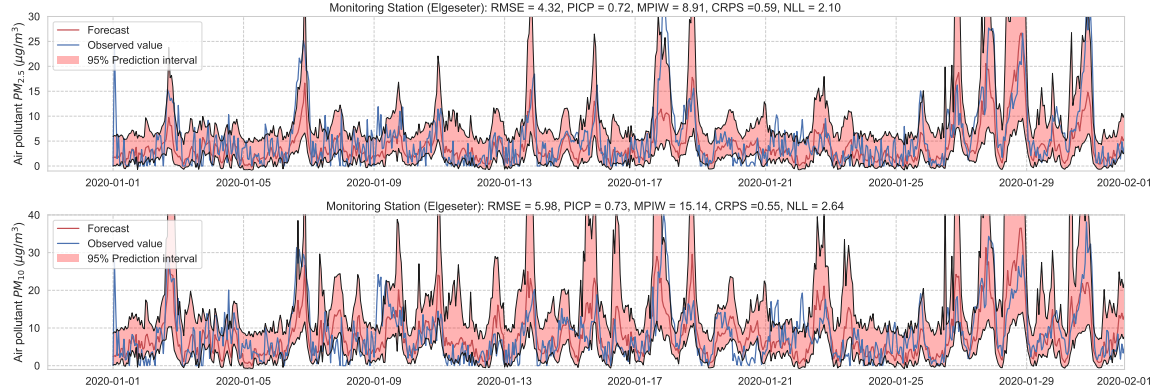 Monitoring Station (Elgeseter): RMSE = 4.32, PICP = 0.72, MPIW = 8.91, CRPS =0.59, NLL = 2.10
Air pollutant PM2.5 (μg/m³)
30
25
20
15
10
5
0
Forecast
Observed value
95% Prediction interval
2020-01-01 2020-01-05 2020-01-09 2020-01-13 2020-01-17 2020-01-21 2020-01-25 2020-01-29 2020-02-01
Monitoring Station (Elgeseter): RMSE = 5.98, PICP = 0.73, MPIW = 15.14, CRPS =0.55, NLL = 2.64
Air pollutant PM10 (μg/m³)
40
30
20
10
0
Forecast
Observed value
95% Prediction interval
2020-01-01 2020-01-05 2020-01-09 2020-01-13 2020-01-17 2020-01-21 2020-01-25 2020-01-29 2020-02-01